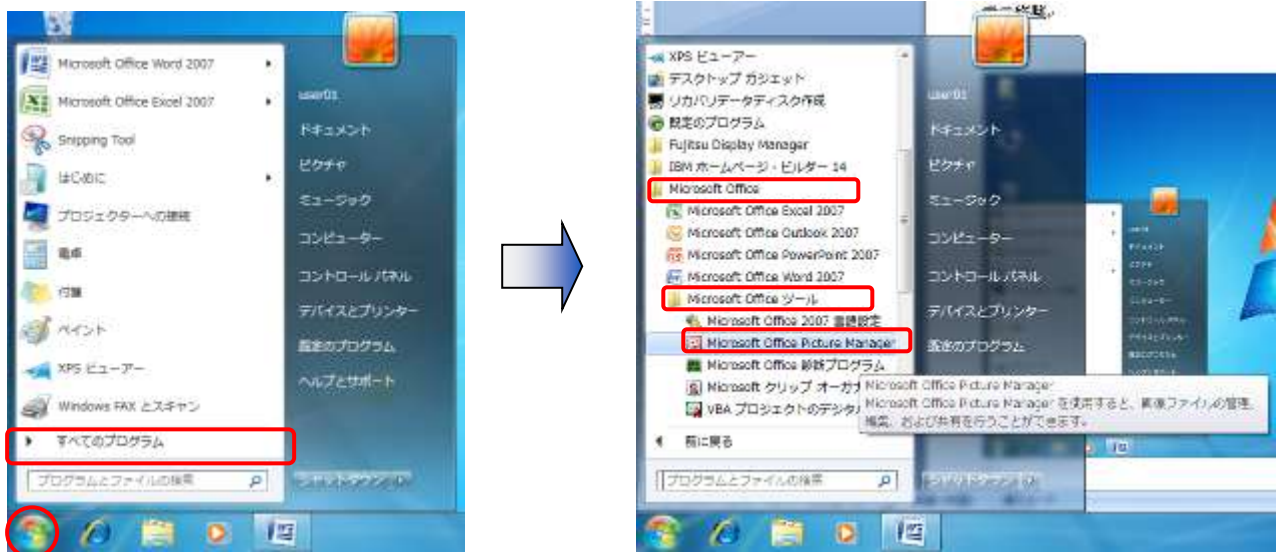 Microsoft Office Word 2007
Microsoft Office Excel 2007
Snipping Tool
はじめに
プロジェクターへの接続
電卓
付箋
ペイント
XPS ビューアー
Windows FAX とスキャン
すべてのプログラム
プログラムとファイルの検索
user01
ドキュメント
ピクチャ
ミュージック
コンピューター
コントロール パネル
デバイスとプリンター
既定のプログラム
ヘルプとサポート
シャットダウン
XPS ビューアー
デスクトップ ガジェット
リカバリデータディスク作成
既定のプログラム
Fujitsu Display Manager
IBM ホームページ・ビルダー 14
Microsoft Office
Microsoft Office Excel 2007
Microsoft Office Outlook 2007
Microsoft Office PowerPoint 2007
Microsoft Office Word 2007
Microsoft Office ツール
Microsoft Office 2007 言語設定
Microsoft Office Picture Manager
Microsoft Office 診断プログラム
Microsoft クリップ オーガナ
VBA プロジェクトのデジタル
前に戻る
プログラムとファイルの検索
user01
ドキュメント
ピクチャ
ミュージック
コンピューター
コントロール パネル
デバイスとプリンター
既定のプログラム
シャットダウン
Microsoft Office Picture Manager
Microsoft Office Picture Manager を使用すると、画像ファイルの管理、
編集、および共有を行うことができます。